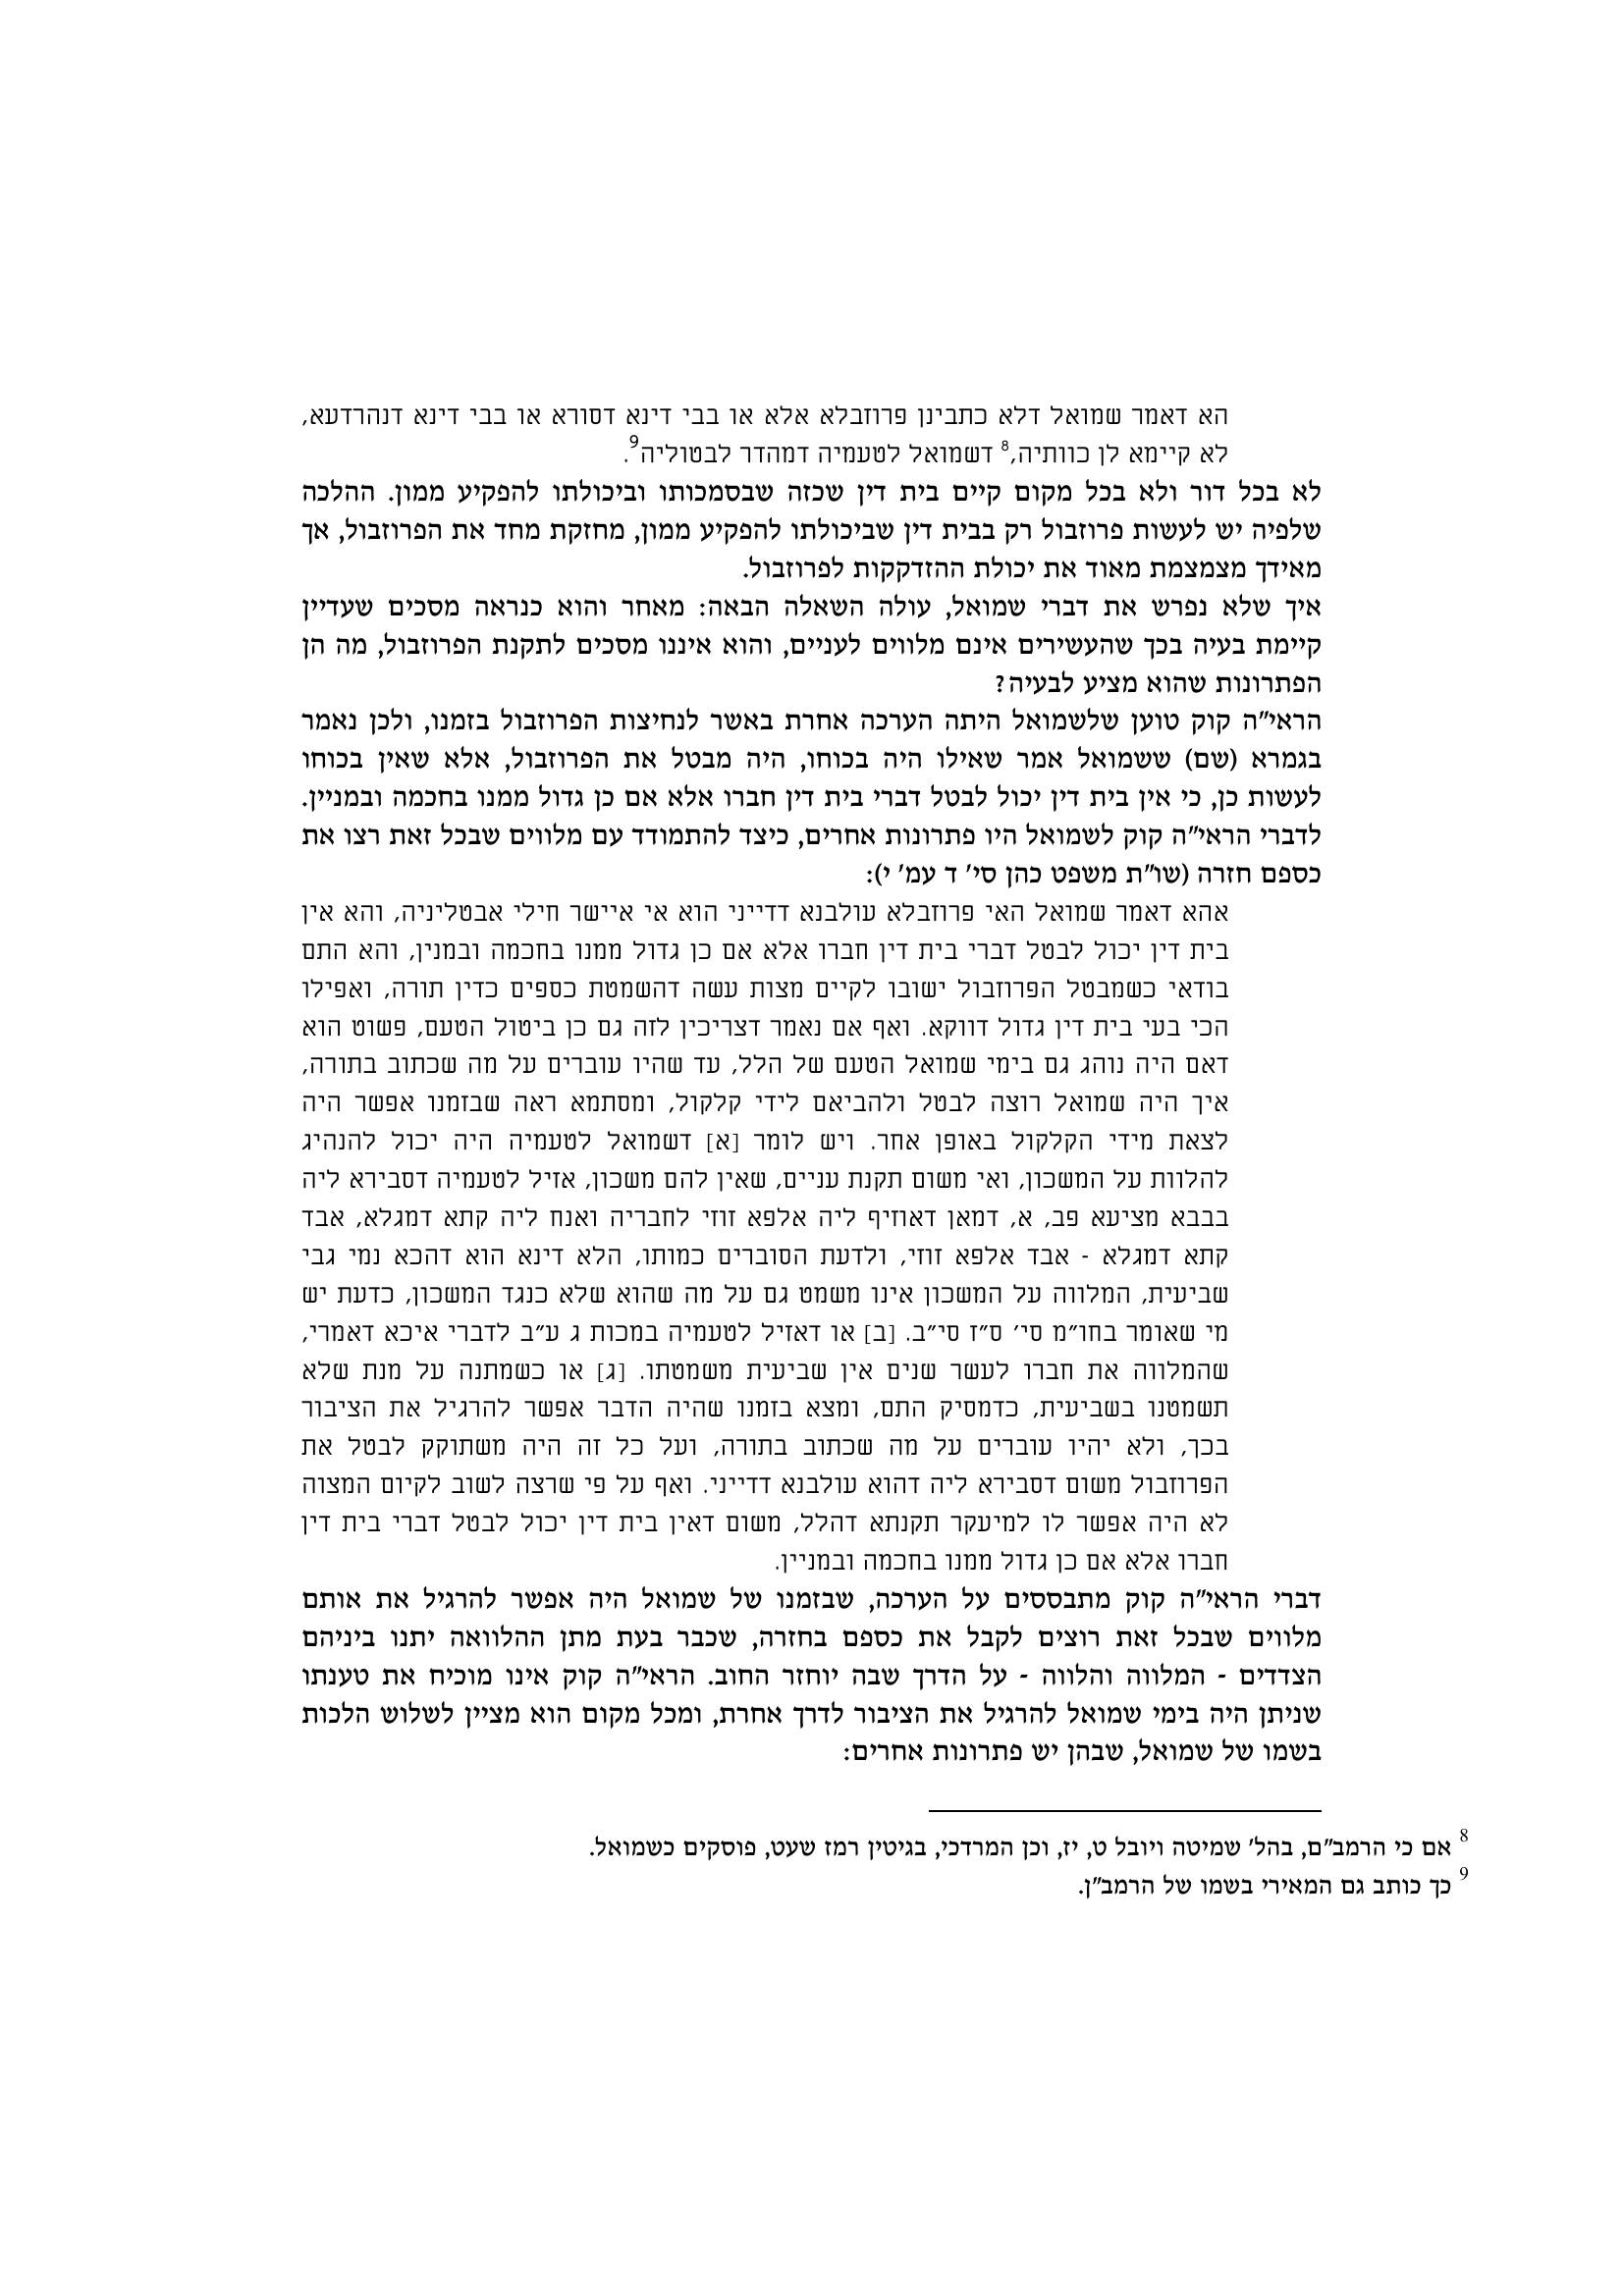 הא דאמר שמואל דלא כתבינן פרוזבלא אלא או בבי דינא דסורא או בבי דינא דנהרדעא,
לא קיימא לן כוותיה,8 דשמואל לטעמיה דמהדר לבטוליה9.
לא בכל דור ולא בכל מקום קיים בית דין שכזה שבסמכותו וביכולתו להפקיע ממון. ההלכה
שלפיה יש לעשות פרוזבול רק בבית דין שביכולתו להפקיע ממון, מחזקת מחד את הפרוזבול, אך
מאידך מצמצמת מאוד את יכולת ההזדקקות לפרוזבול.
איך שלא נפרש את דברי שמואל, עולה השאלה הבאה: מאחר והוא כנראה מסכים שעדיין
קיימת בעיה בכך שהעשירים אינם מלווים לעניים, והוא איננו מסכים לתקנת הפרוזבול, מה הן
הפתרונות שהוא מציע לבעיה?
הראי"ה קוק טוען שלשמואל היתה הערכה אחרת באשר לנחיצות הפרוזבול בזמנו, ולכן נאמר
בגמרא (שם) ששמואל אמר שאילו היה בכוחו, היה מבטל את הפרוזבול, אלא שאין בכוחו
לעשות כן, כי אין בית דין יכול לבטל דברי בית דין חברו אלא אם כן גדול ממנו בחכמה ובמניין.
לדברי הראי"ה קוק לשמואל היו פתרונות אחרים, כיצד להתמודד עם מלווים שבכל זאת רצו את
כספם חזרה (שו"ת משפט כהן סי' ד עמ' י):
אהא דאמר שמואל האי פרוזבלא עולבנא דדייני הוא אי איישר חילי אבטליניה, והא אין
בית דין יכול לבטל דברי בית דין חברו אלא אם כן גדול ממנו בחכמה ובמנין, והא התם
בודאי כשמבטל הפרוזבול ישובו לקיים מצות עשה דהשמטת כספים כדין תורה, ואפילו
הכי בעי בית דין גדול דווקא. ואף אם נאמר דצריכין לזה גם כן ביטול הטעם, פשוט הוא
דאם היה נוהג גם בימי שמואל הטעם של הלל, עד שהיו עוברים על מה שכתוב בתורה,
איך היה שמואל רוצה לבטל ולהביאם לידי קלקול, ומסתמא ראה שבזמנו אפשר היה
לצאת מידי הקלקול באופן אחר. ויש לומר [א] דשמואל לטעמיה היה יכול להנהיג
להלוות על המשכון, ואי משום תקנת עניים, שאין להם משכון, אזיל לטעמיה דסבירא ליה
בבבא מציעא פב, א, דמאן דאוזיף ליה אלפא זוזי לחבריה ואנח ליה קתא דמגלא, אבד
קתא דמגלא - אבד אלפא זוזי, ולדעת הסוברים כמותו, הלא דינא הוא דהכא נמי גבי
שביעית, המלווה על המשכון אינו משמט גם על מה שהוא שלא כנגד המשכון, כדעת יש
מי שאומר בחו"מ סי' ס"ז סי"ב. [ב] או דאזיל לטעמיה במכות ג ע"ב לדברי איכא דאמרי,
שהמלווה את חברו לעשר שנים אין שביעית משמטתו. [ג] או כשמתנה על מנת שלא
תשמטנו בשביעית, כדמסיק התם, ומצא בזמנו שהיה הדבר אפשר להרגיל את הציבור
בכך, ולא יהיו עוברים על מה שכתוב בתורה, ועל כל זה היה משתוקק לבטל את
הפרוזבול משום דסבירא ליה דהוא עולבנא דדייני. ואף על פי שרצה לשוב לקיום המצוה
לא היה אפשר לו למיעקר תקנתא דהלל, משום דאין בית דין יכול לבטל דברי בית דין
חברו אלא אם כן גדול ממנו בחכמה ובמניין.
דברי הראי"ה קוק מתבססים על הערכה, שבזמנו של שמואל היה אפשר להרגיל את אותם
מלווים שבכל זאת רוצים לקבל את כספם בחזרה, שכבר בעת מתן ההלוואה יתנו ביניהם
הצדדים - המלווה והלווה - על הדרך שבה יוחזר החוב. הראי"ה קוק אינו מוכיח את טענתו
שניתן היה בימי שמואל להרגיל את הציבור לדרך אחרת, ומכל מקום הוא מציין לשלוש הלכות
בשמו של שמואל, שבהן יש פתרונות אחרים:
8 אם כי הרמב"ם, בהל' שמיטה ויובל ט, יז, וכן המרדכי, בגיטין רמז שעט, פוסקים כשמואל.
9 כך כותב גם המאירי בשמו של הרמב"ן.